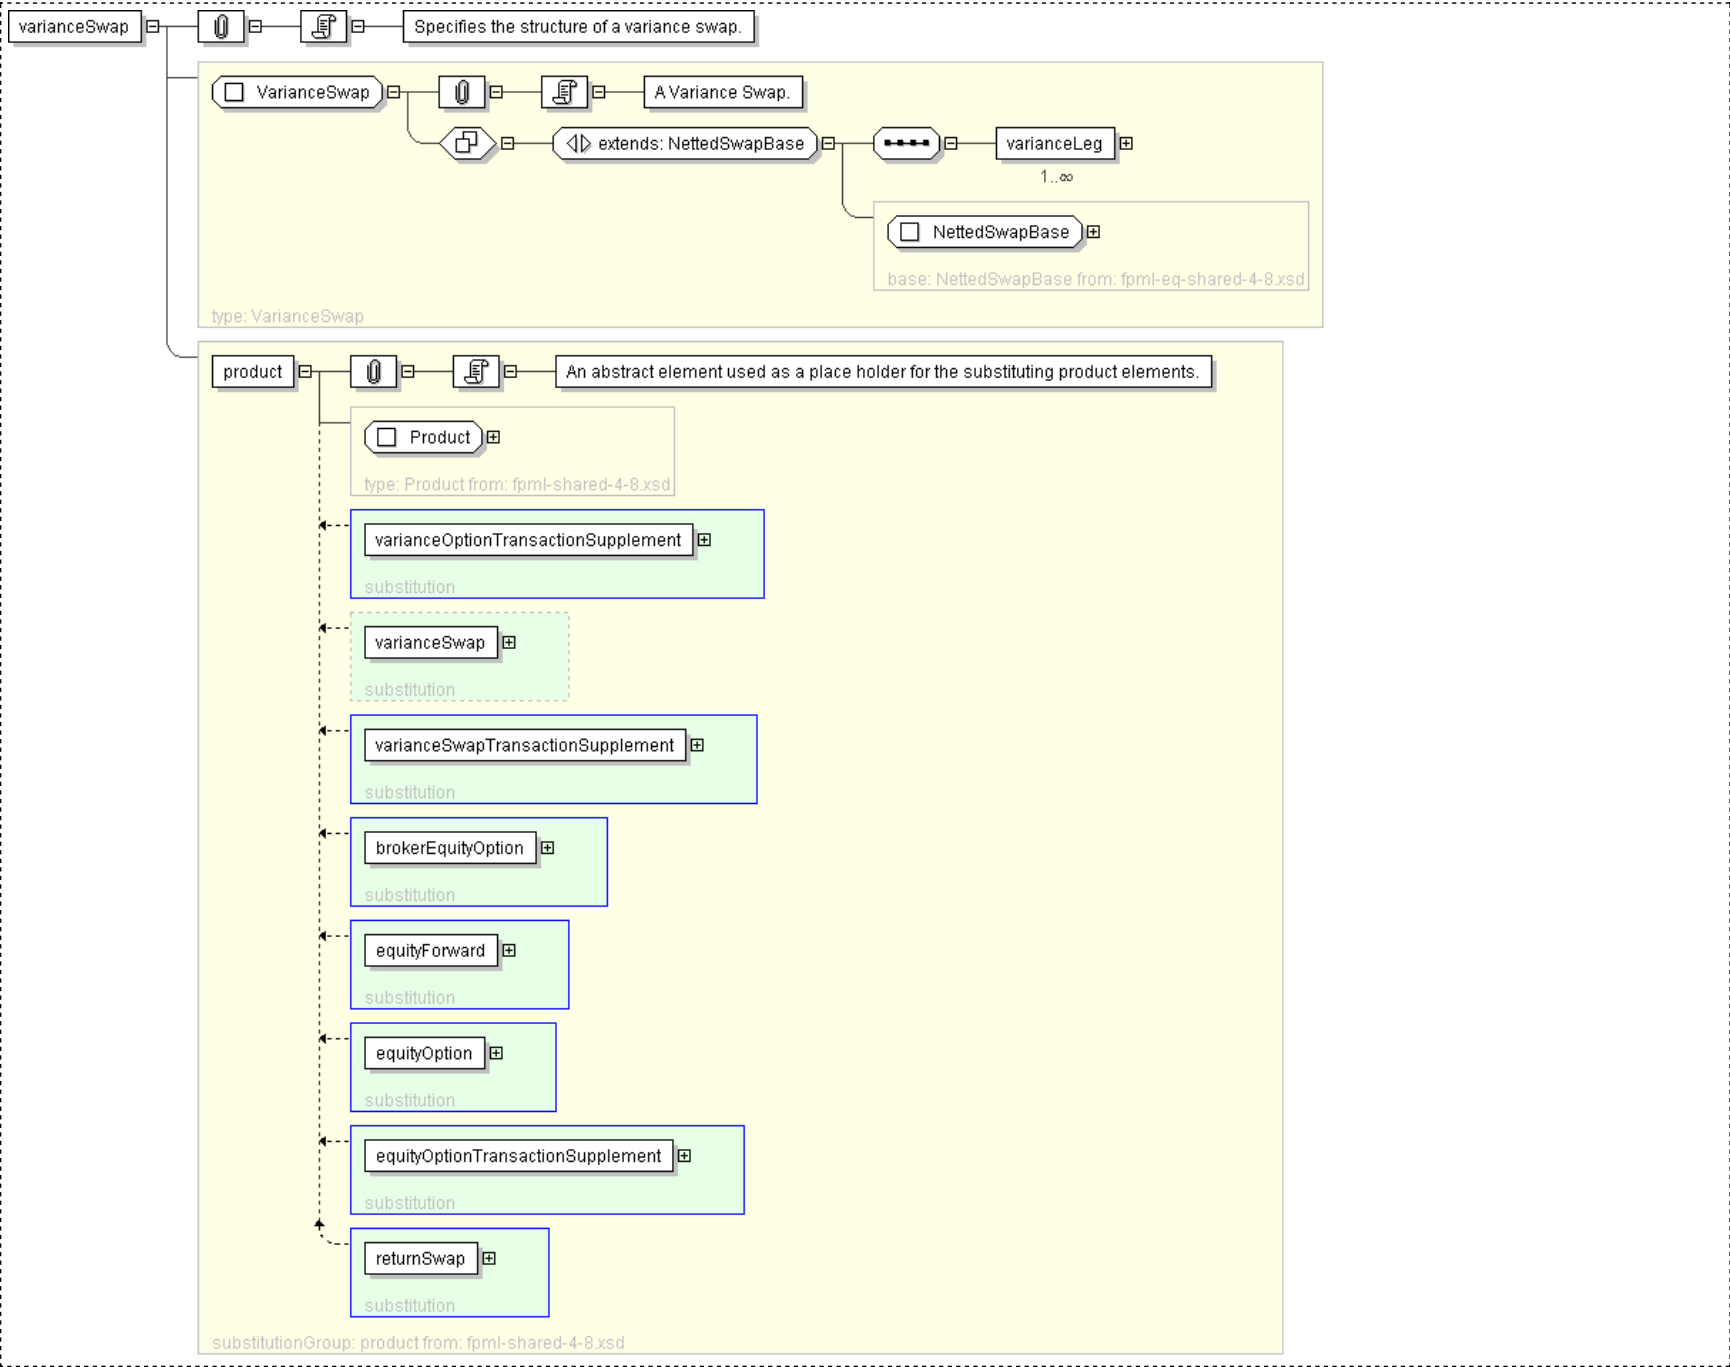 varianceSwap
Specifies the structure of a variance swap.
VarianceSwap
A Variance Swap.
extends: NettedSwapBase
varianceLeg
1..∞
NettedSwapBase
base: NettedSwapBase from: fpml-eq-shared-4-8.xsd
type: VarianceSwap
product
An abstract element used as a place holder for the substituting product elements.
Product
type: Product from: fpml-shared-4-8.xsd
varianceOptionTransactionSupplement
substitution
varianceSwap
substitution
varianceSwapTransactionSupplement
substitution
brokerEquityOption
substitution
equityForward
substitution
equityOption
substitution
equityOptionTransactionSupplement
substitution
returnSwap
substitution
substitutionGroup: product from: fpml-shared-4-8.xsd